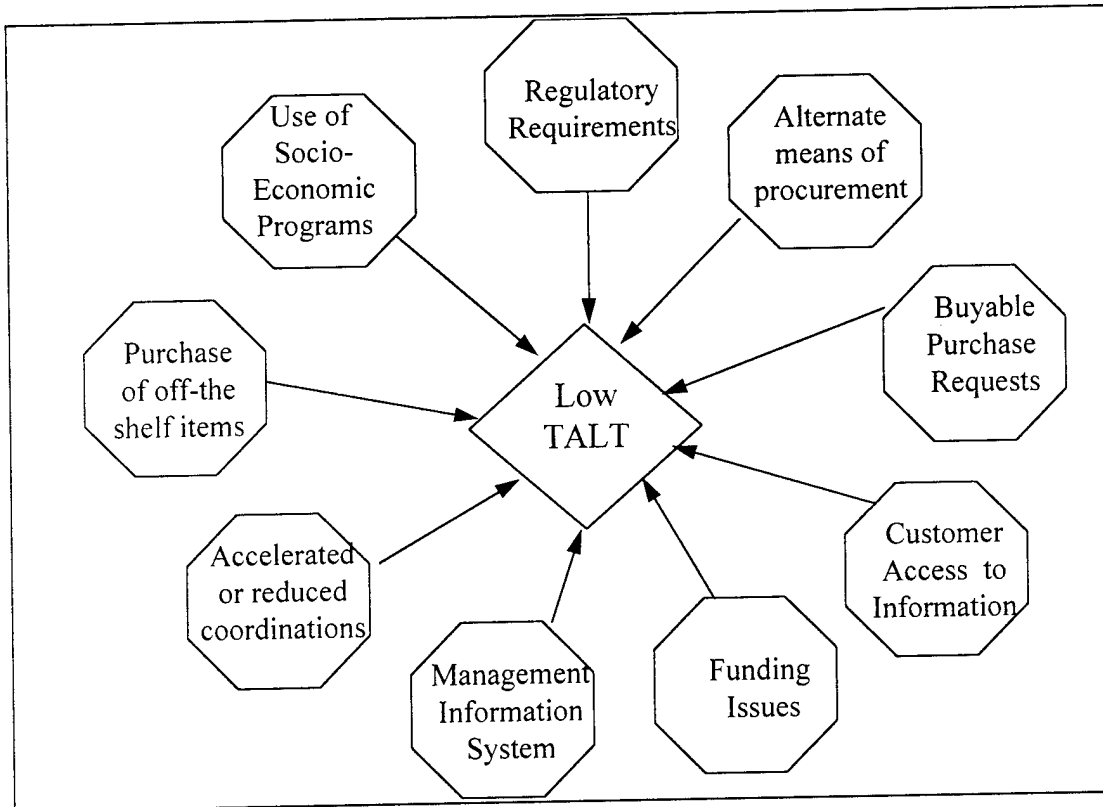 Regulatory
Requirements
Use of
Socio-
Economic
Programs
Alternate
means of
procurement
Buyable
Purchase
Requests
Purchase
of off-the
shelf items
Low
TALT
Customer
Access to
Information
Accelerated
or reduced
coordinations
Management
Information
System
Funding
Issues